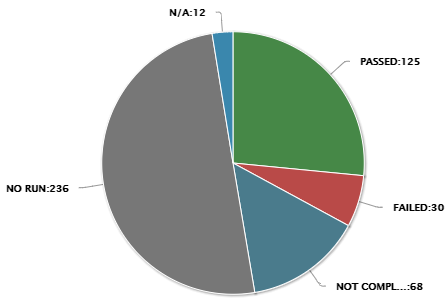 N/A:12
PASSED:125
NO RUN:236
FAILED:30
NOT COMPL...:68